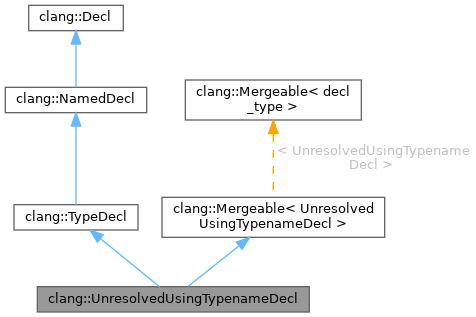 clang::Decl
clang::NamedDecl
clang::Mergeable< decl
_type >
< UnresolvedUsingTypename
Decl >
clang::TypeDecl
clang::Mergeable< Unresolved
UsingTypenameDecl >
clang::UnresolvedUsingTypenameDecl